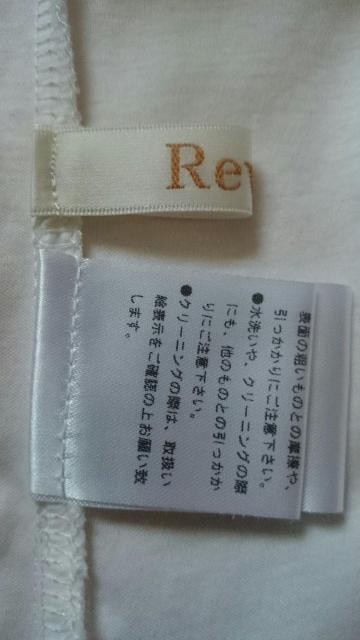 Re
表面の粗いものとの摩擦や、
引っかかりにご注意下さい。
●水洗いや、クリーニングの際
にも、他のものとの引っつかか
りにご注意下さい。
●クリーニングの際は、取扱い
絵表示をご確認の上お願い致
します。